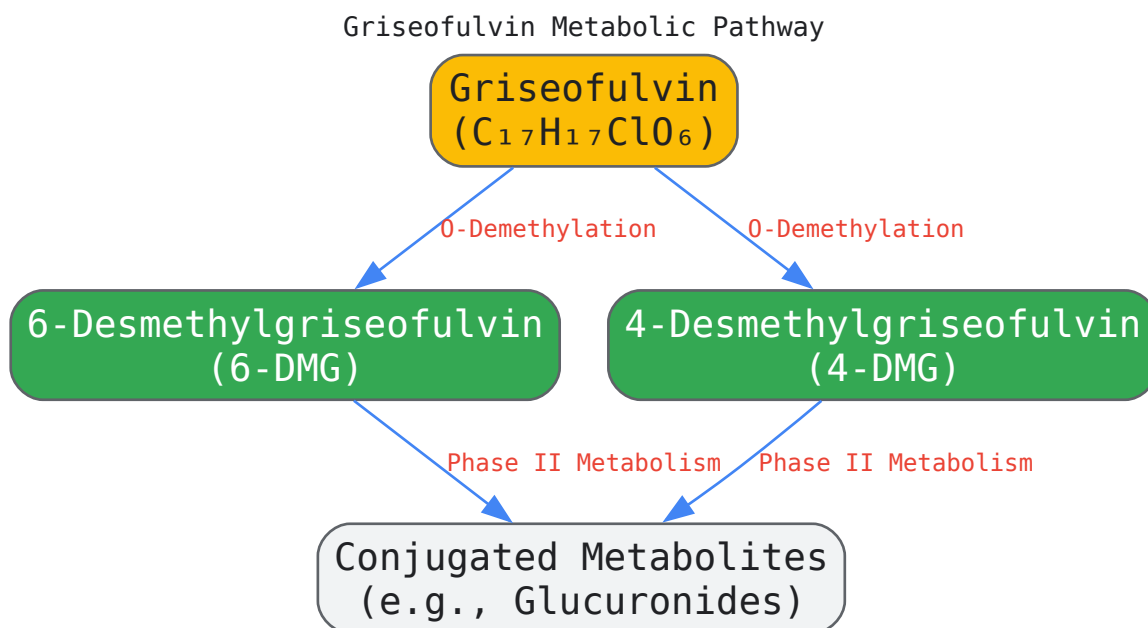 Griseofulvin Metabolic Pathway
Griseofulvin
(C₁₇H₁₇ClO₆)
O-Demethylation
O-Demethylation
6-Desmethylgriseofulvin
(6-DMG)
4-Desmethylgriseofulvin
(4-DMG)
Phase II Metabolism
Phase II Metabolism
Conjugated Metabolites
(e.g., Glucuronides)